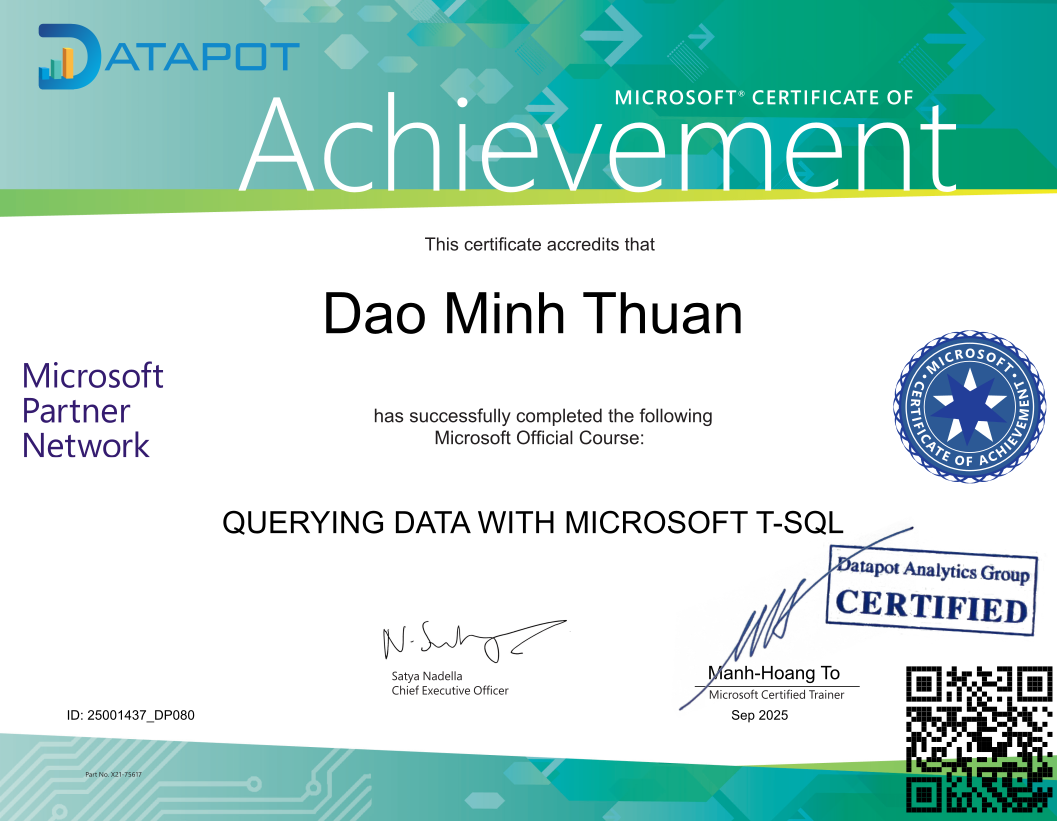 DATAPOT
MICROSOFT® CERTIFICATE OF
Achievement
This certificate accredits that
Dao Minh Thuan
Microsoft
Partner
Network
has successfully completed the following
Microsoft Official Course:
• MICROSOFT •
CERTIFICATE OF ACHIEVEMENT
QUERYING DATA WITH MICROSOFT T-SQL
Datapot Analytics Group
CERTIFIED
Satya Nadella
Chief Executive Officer
Manh-Hoang To
Microsoft Certified Trainer
ID: 25001437_DP080
Sep 2025
Part No. X21-75617